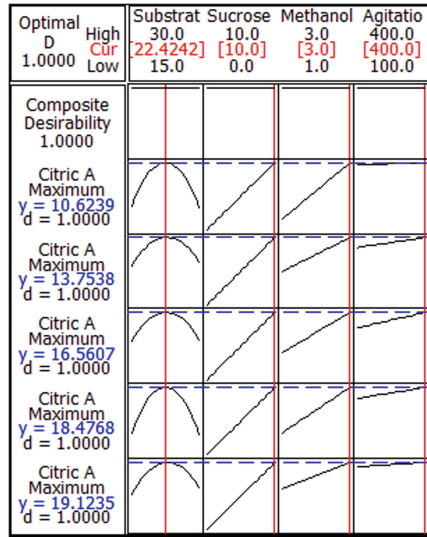 Optimal
D
1.0000
High
Cur
Low
Substrat
30.0
[22.4242]
15.0
Sucrose
10.0
[10.0]
0.0
Methanol
3.0
[3.0]
1.0
Agitatio
400.0
[400.0]
100.0
Composite
Desirability
1.0000
Citric A
Maximum
y = 10.6239
d = 1.0000
Citric A
Maximum
y = 13.7538
d = 1.0000
Citric A
Maximum
y = 16.5607
d = 1.0000
Citric A
Maximum
y = 18.4768
d = 1.0000
Citric A
Maximum
y = 19.1235
d = 1.0000